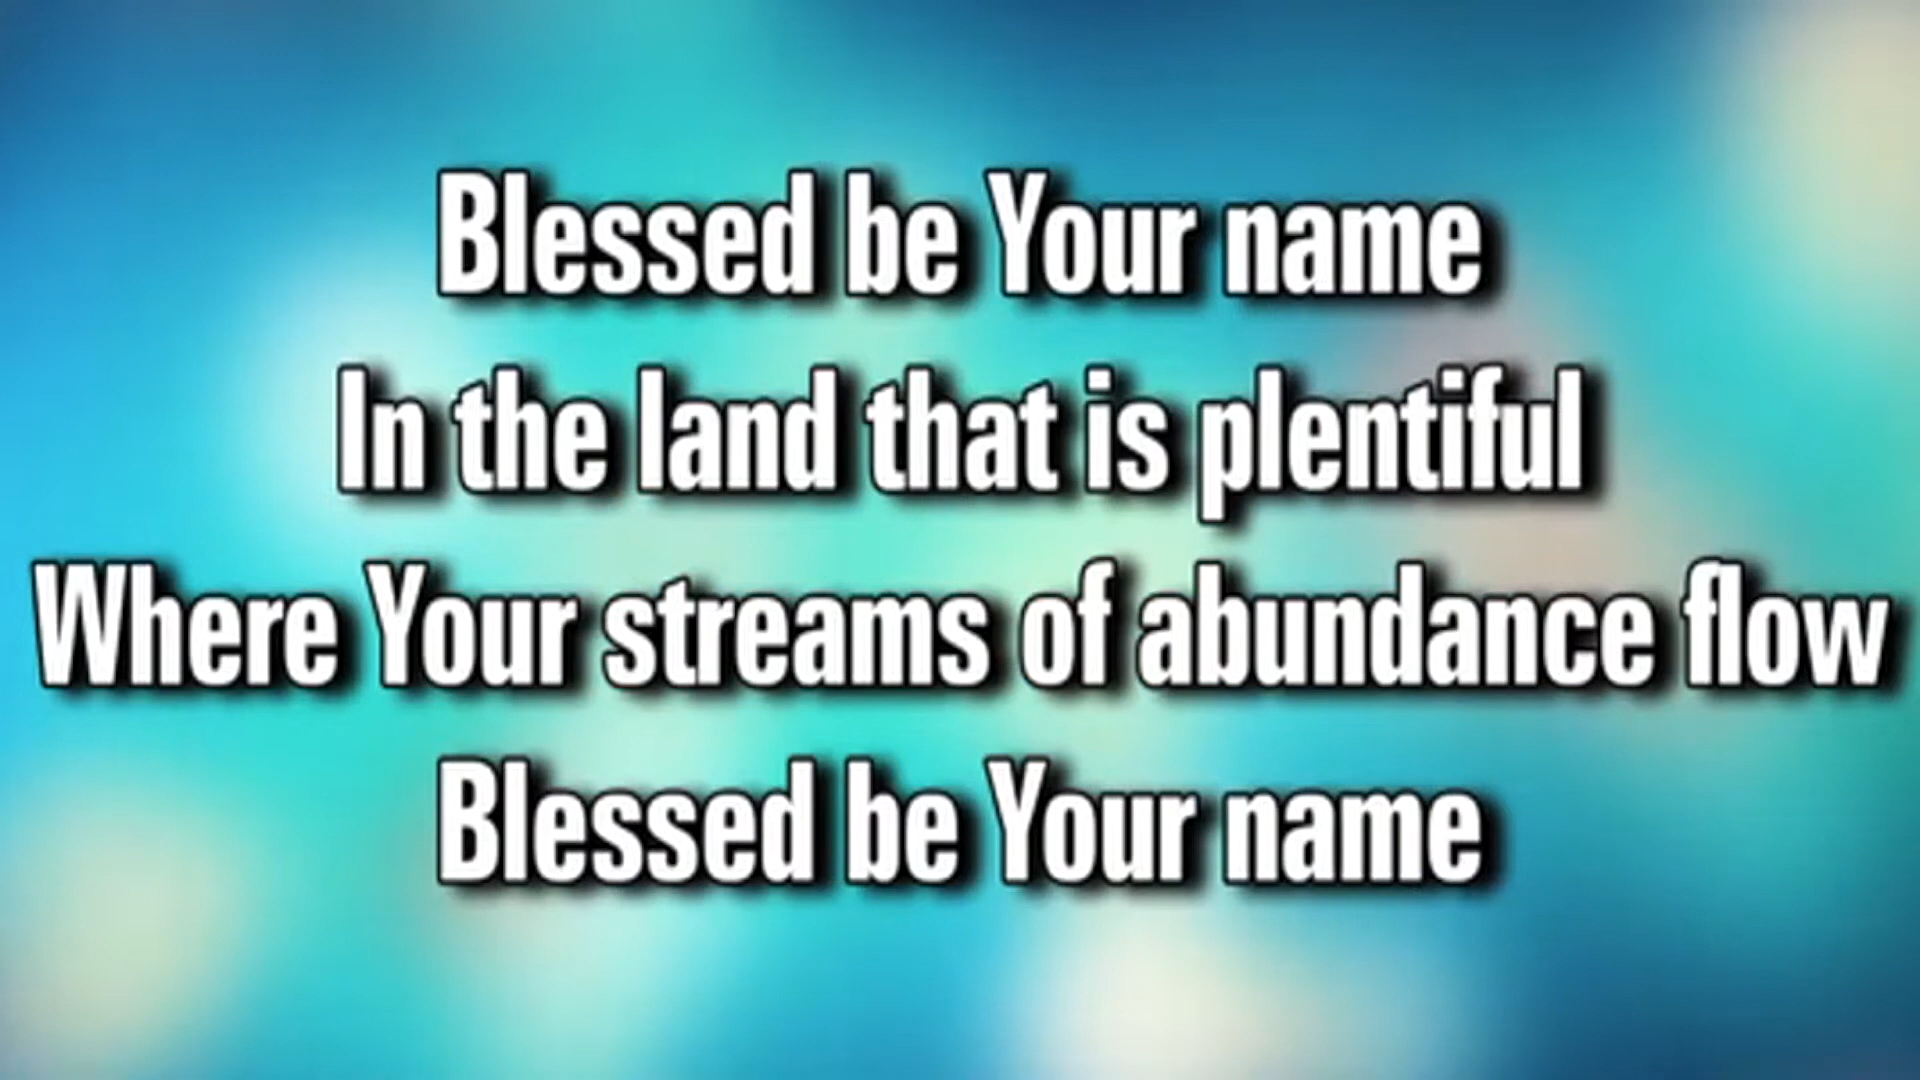 Blessed be Your name
In the land that is plentiful
Where Your streams of abundance flow
Blessed be Your name